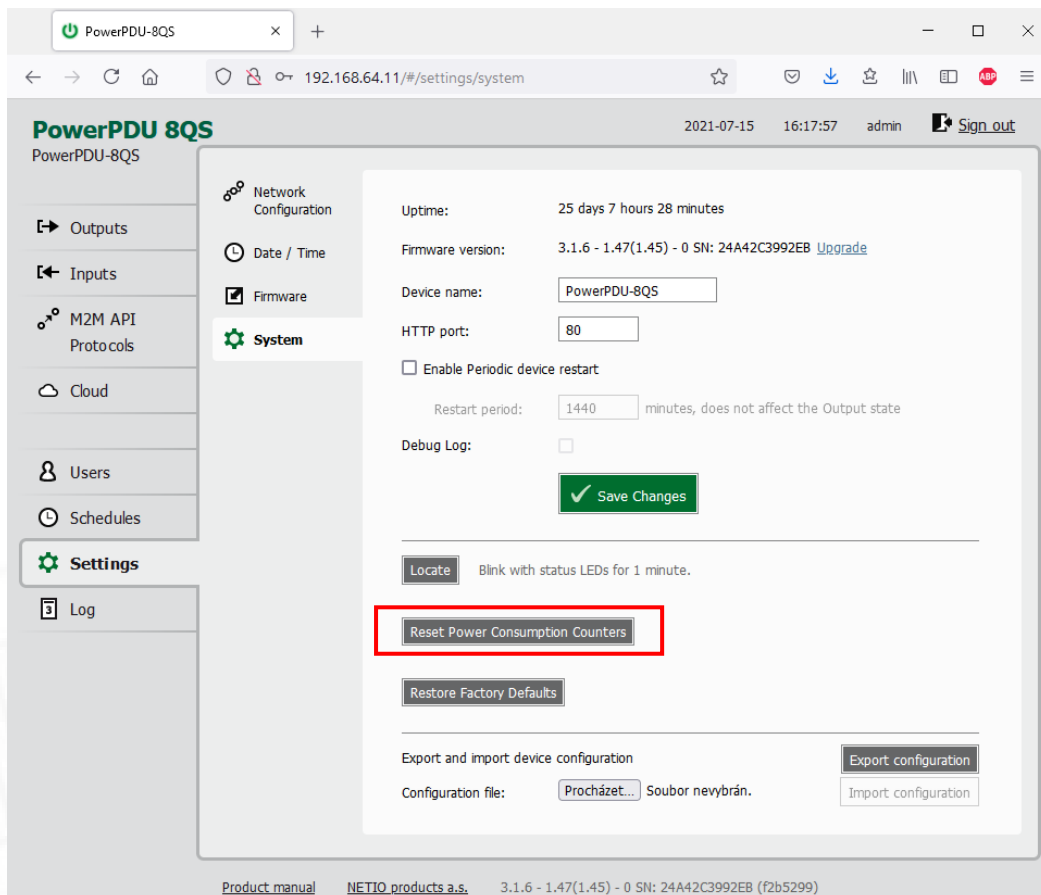 PowerPDU-8QS
192.168.64.11/#/settings/system
ABP
PowerPDU 8QS
PowerPDU-8QS
2021-07-15 16:17:57 admin Sign out
Outputs
Inputs
M2M API
Protocols
Cloud
Users
Schedules
Settings
3
Log
Network
Configuration
Date / Time
Firmware
System
Uptime: 25 days 7 hours 28 minutes
Firmware version: 3.1.6 - 1.47(1.45) - 0 SN: 24A42C3992EB Upgrade
Device name: PowerPDU-8QS
HTTP port: 80
Enable Periodic device restart
Restart period: 1440 minutes, does not affect the Output state
Debug Log:
Save Changes
Locate Blink with status LEDs for 1 minute.
Reset Power Consumption Counters
Restore Factory Defaults
Export and import device configuration Export configuration
Configuration file: Procházet... Soubor nevybrán. Import configuration
Product manual NETIO products a.s. 3.1.6 - 1.47(1.45) - 0 SN: 24A42C3992EB (f2b5299)